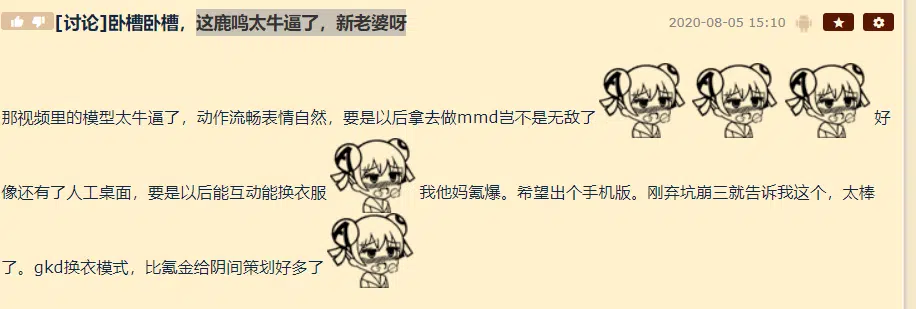 [讨论]卧槽卧槽，这鹿鸣太牛逼了，新老婆呀 2020-08-05 15:10
那视频里的模型太牛逼了，动作流畅表情自然，要是以后拿去做mmd岂不是无敌了 好
像还有了人工桌面，要是以后能互动能换衣服 我他妈氪爆。希望出个手机版。刚弃坑崩三就告诉我这个，太棒
了。gkd换衣模式，比氪金给阴间策划好多了